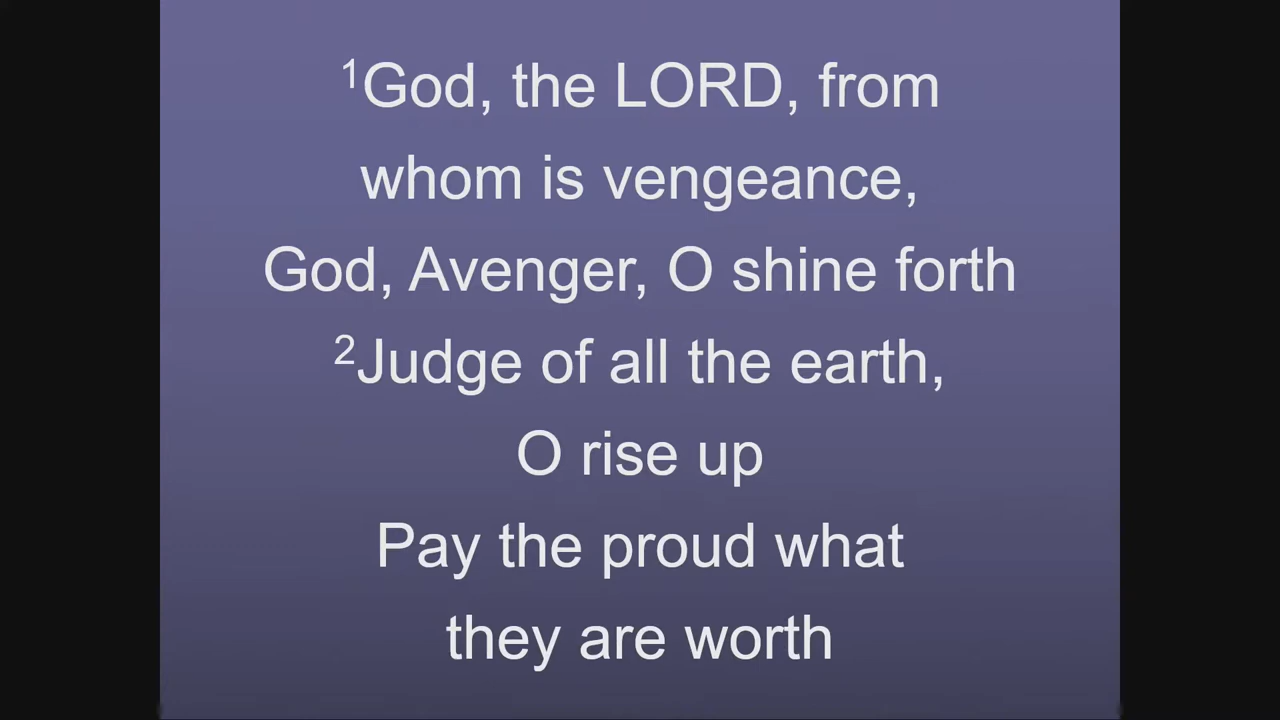 ¹God, the LORD, from
whom is vengeance,
God, Avenger, O shine forth
²Judge of all the earth,
O rise up
Pay the proud what
they are worth